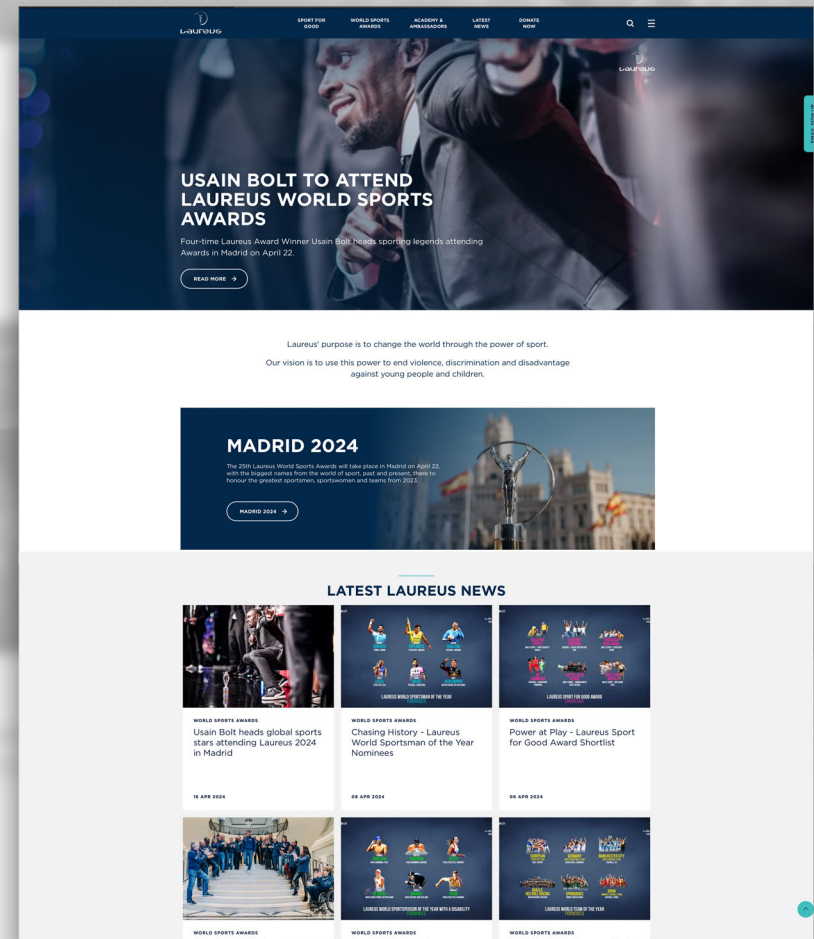 Laureus
SPORT FOR
GOOD
WORLD SPORTS
AWARDS
ACADEMY &
AMBASSADORS
LATEST
NEWS
DONATE
NOW
Laureus
USAIN BOLT TO ATTEND
LAUREUS WORLD SPORTS
AWARDS
Four-time Laureus Award Winner Usain Bolt heads sporting legends attending
Awards in Madrid on April 22.
READ MORE →
Laureus' purpose is to change the world through the power of sport.
Our vision is to use this power to end violence, discrimination and disadvantage
against young people and children.
MADRID 2024
The 25th Laureus World Sports Awards will take place in Madrid on April 22,
with the biggest names from the world of sport, past and present, there to
honour the greatest sportsmen, sportswomen and teams from 2023.
MADRID 2024 →
LATEST LAUREUS NEWS
LAUREUS WORLD SPORTSMAN OF THE YEAR
LAUREUS SPORT FOR GOOD AWARD
WORLD SPORTS AWARDS
Usain Bolt heads global sports
stars attending Laureus 2024
in Madrid
16 APR 2024
WORLD SPORTS AWARDS
Chasing History - Laureus
World Sportsman of the Year
Nominees
08 APR 2024
WORLD SPORTS AWARDS
Power at Play - Laureus Sport
for Good Award Shortlist
06 APR 2024
LAUREUS WORLD SPORTSPERSON OF THE YEAR WITH A DISABILITY
EUROPEAN
GERMANY
MANCHESTER CITY
SPAIN
LAUREUS WORLD TEAM OF THE YEAR
WORLD SPORTS AWARDS
WORLD SPORTS AWARDS
WORLD SPORTS AWARDS